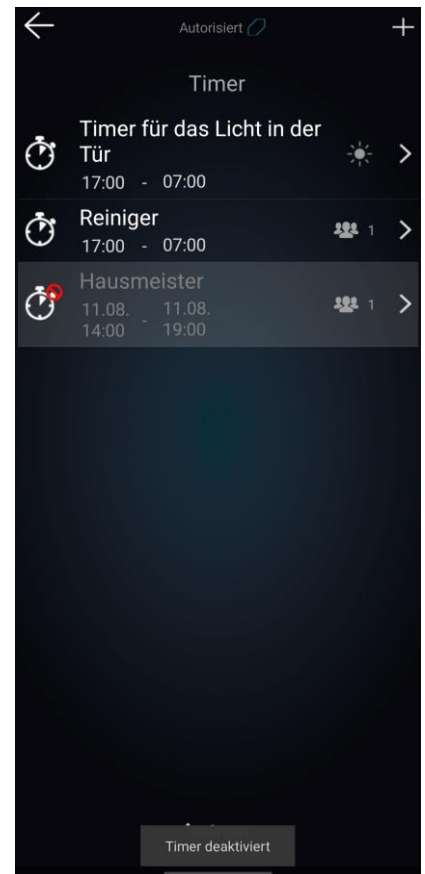 Autorisiert
Timer
Timer für das Licht in der
Tür
17:00 - 07:00
Reiniger
17:00 - 07:00
1
Hausmeister
11.08. 11.08.
14:00 - 19:00
1
Timer deaktiviert